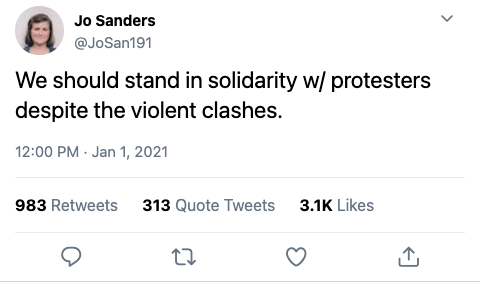 Jo Sanders
@JoSan191
We should stand in solidarity w/ protesters
despite the violent clashes.
12:00 PM · Jan 1, 2021
983 Retweets 313 Quote Tweets 3.1K Likes